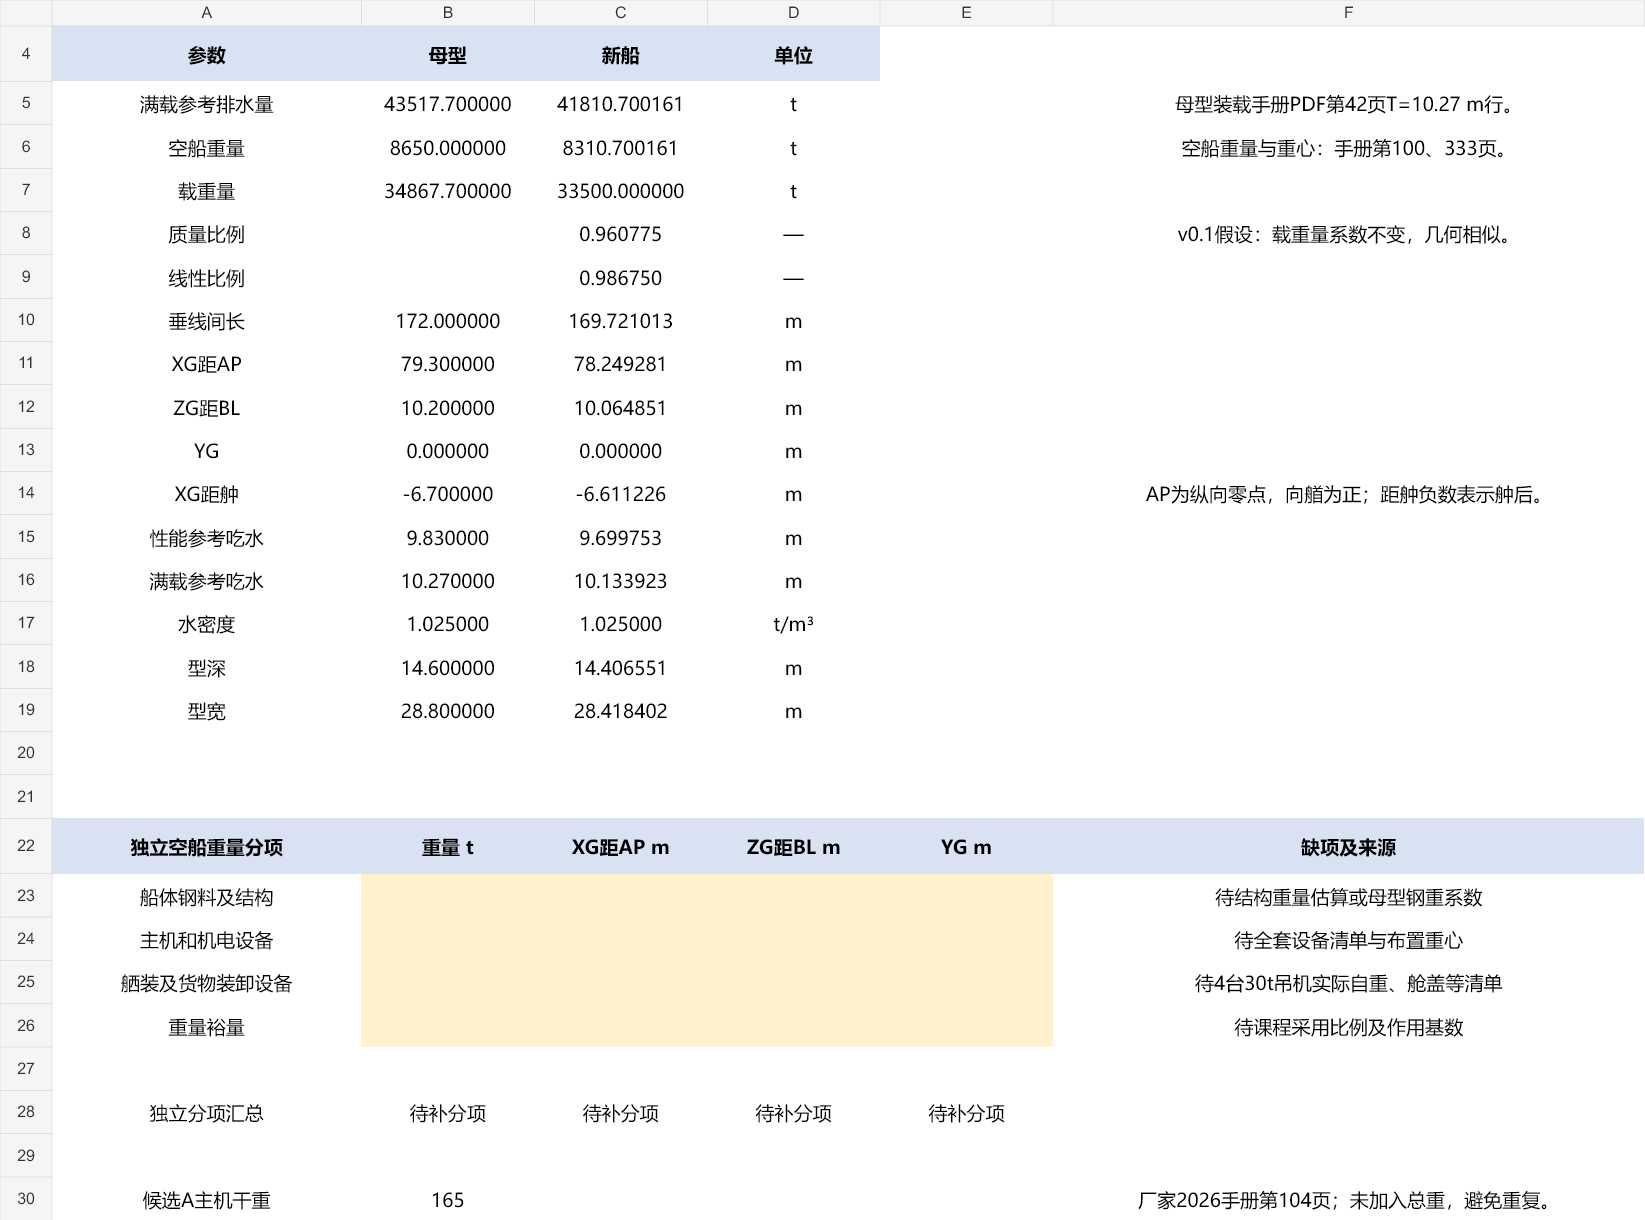 A B C D E F
4 参数 母型 新船 单位
5 满载参考排水量 43517.700000 41810.700161 t 母型装载手册PDF第42页T=10.27 m行。
6 空船重量 8650.000000 8310.700161 t 空船重量与重心：手册第100、333页。
7 载重量 34867.700000 33500.000000 t
8 质量比例 0.960775 — v0.1假设：载重量系数不变，几何相似。
9 线性比例 0.986750 —
10 垂线间长 172.000000 169.721013 m
11 XG距AP 79.300000 78.249281 m
12 ZG距BL 10.200000 10.064851 m
13 YG 0.000000 0.000000 m
14 XG距舯 -6.700000 -6.611226 m AP为纵向零点，向艏为正；距舯负数表示舯后。
15 性能参考吃水 9.830000 9.699753 m
16 满载参考吃水 10.270000 10.133923 m
17 水密度 1.025000 1.025000 t/m³
18 型深 14.600000 14.406551 m
19 型宽 28.800000 28.418402 m
20
21
22 独立空船重量分项 重量 t XG距AP m ZG距BL m YG m 缺项及来源
23 船体钢料及结构 待结构重量估算或母型钢重系数
24 主机和机电设备 待全套设备清单与布置重心
25 舾装及货物装卸设备 待4台30t吊机实际自重、舱盖等清单
26 重量裕量 待课程采用比例及作用基数
27
28 独立分项汇总 待补分项 待补分项 待补分项 待补分项
29
30 候选A主机干重 165 厂家2026手册第104页；未加入总重，避免重复。